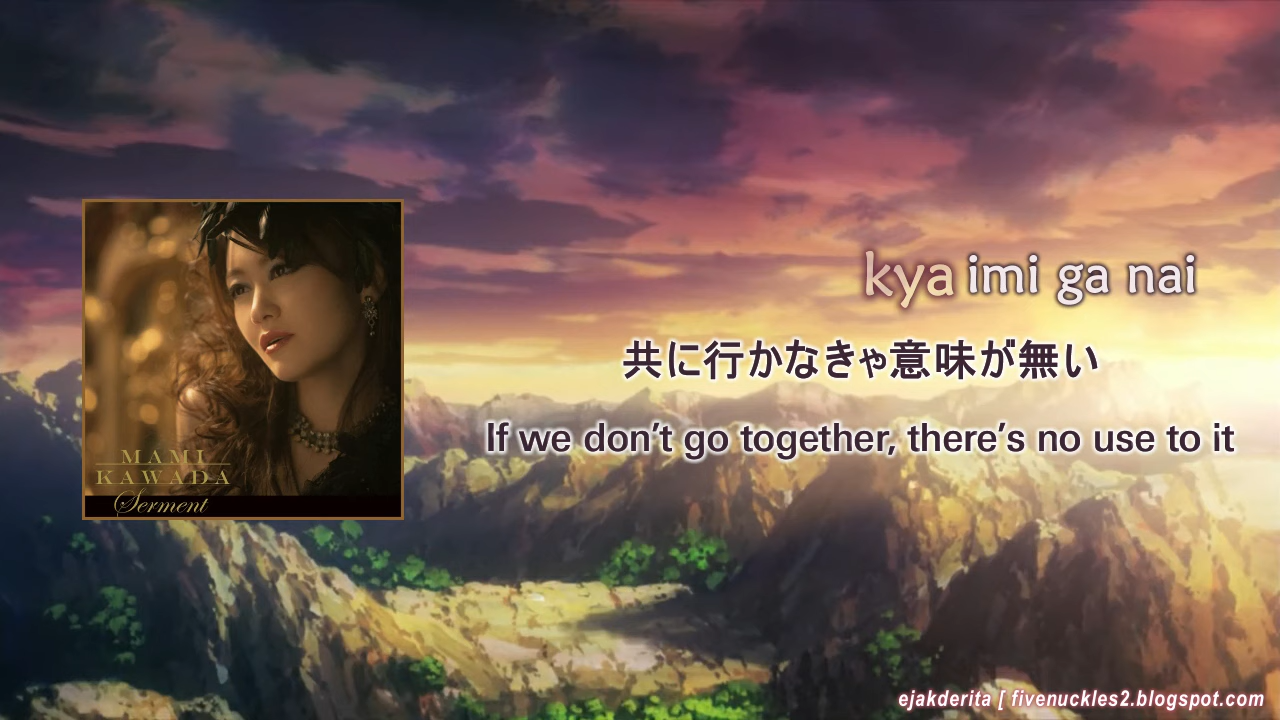 MAMI
KAWADA
Serment
kya imi ga nai
共に行かなきゃ意味が無い
If we don't go together, there's no use to it
ejakderita [ fivenuckles2.blogspot.com